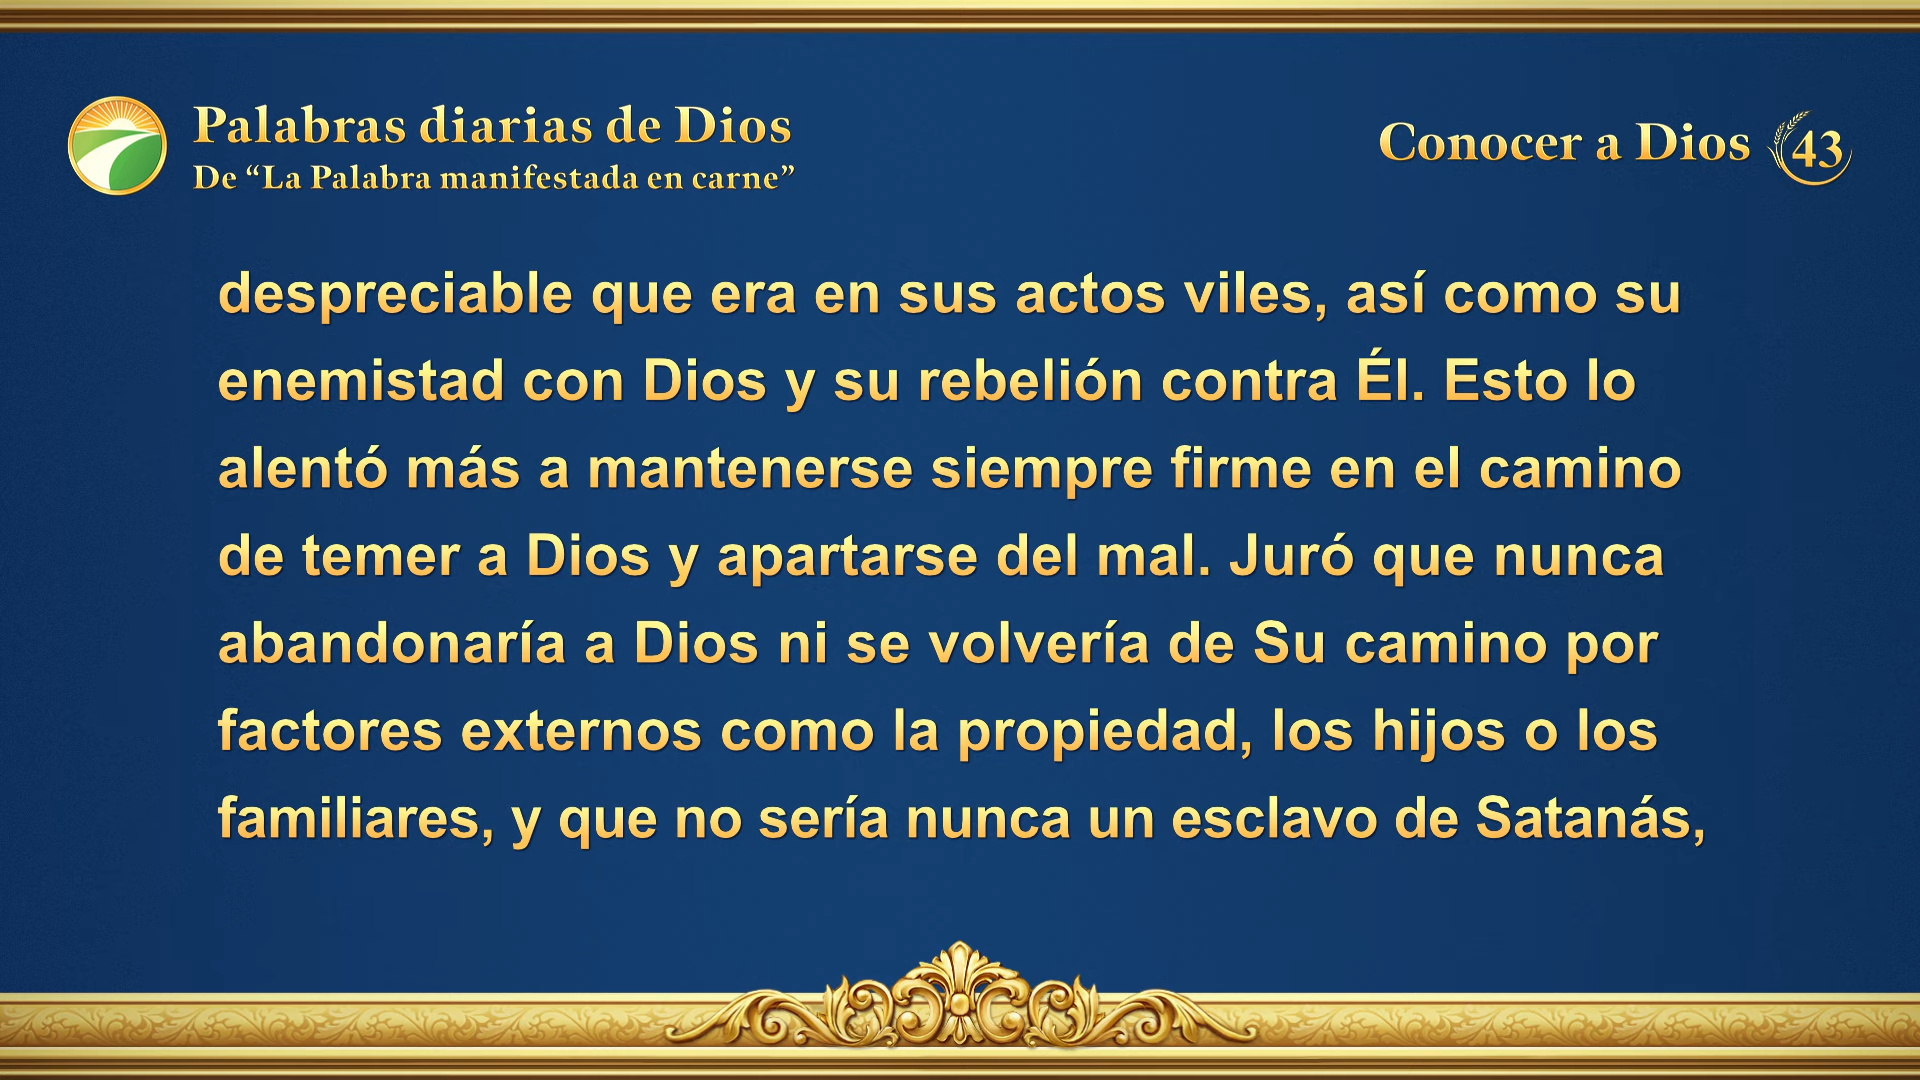 Palabras diarias de Dios
De “La Palabra manifestada en carne”
Conocer a Dios 43
despreciable que era en sus actos viles, así como su
enemistad con Dios y su rebelión contra Él. Esto lo
alentó más a mantenerse siempre firme en el camino
de temer a Dios y apartarse del mal. Juró que nunca
abandonaría a Dios ni se volvería de Su camino por
factores externos como la propiedad, los hijos o los
familiares, y que no sería nunca un esclavo de Satanás,